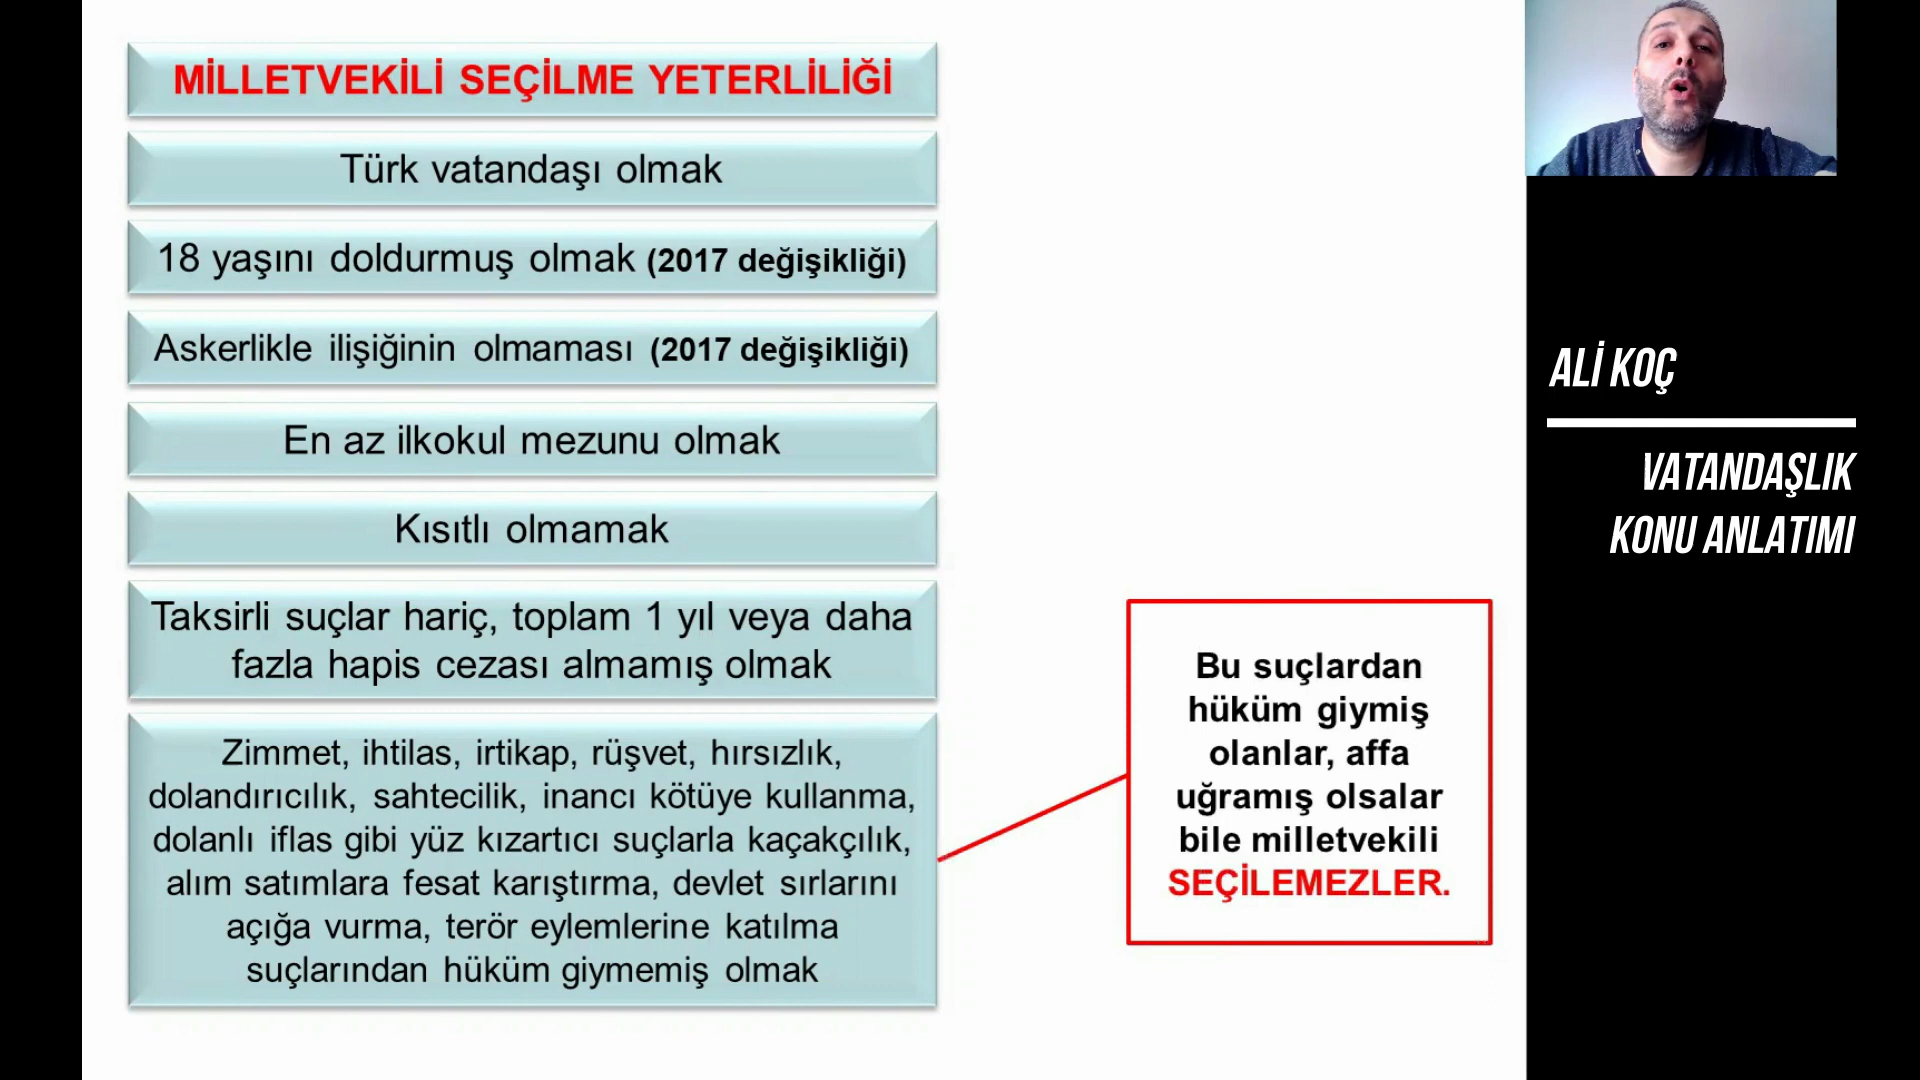 MİLLETVEKİLİ SEÇİLME YETERLİLİĞİ
Türk vatandaşı olmak
18 yaşını doldurmuş olmak (2017 değişikliği)
Askerlikle ilişiğinin olmaması (2017 değişikliği)
En az ilkokul mezunu olmak
Kısıtlı olmamak
Taksirli suçlar hariç, toplam 1 yıl veya daha
fazla hapis cezası almamış olmak
Zimmet, ihtilas, irtikap, rüşvet, hırsızlık,
dolandırıcılık, sahtecilik, inancı kötüye kullanma,
dolanlı iflas gibi yüz kızartıcı suçlarla kaçakçılık,
alım satımlara fesat karıştırma, devlet sırlarını
açığa vurma, terör eylemlerine katılma
suçlarından hüküm giymemiş olmak
Bu suçlardan
hüküm giymiş
olanlar, affa
uğramış olsalar
bile milletvekili
SEÇİLEMEZLER.
ALİ KOÇ
VATANDAŞLIK
KONU ANLATIMI